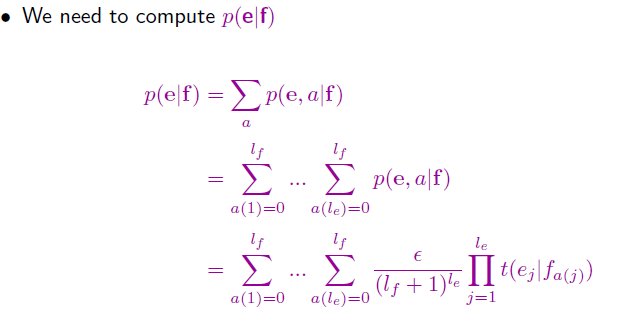 • We need to compute p(e|f)
p(e|f) = ∑_a p(e, a|f)
= ∑_{a(1)=0}^{l_f} ... ∑_{a(l_e)=0}^{l_f} p(e, a|f)
= ∑_{a(1)=0}^{l_f} ... ∑_{a(l_e)=0}^{l_f} ϵ/(l_f + 1)^{l_e} ∏_{j=1}^{l_e} t(e_j|f_{a(j)})